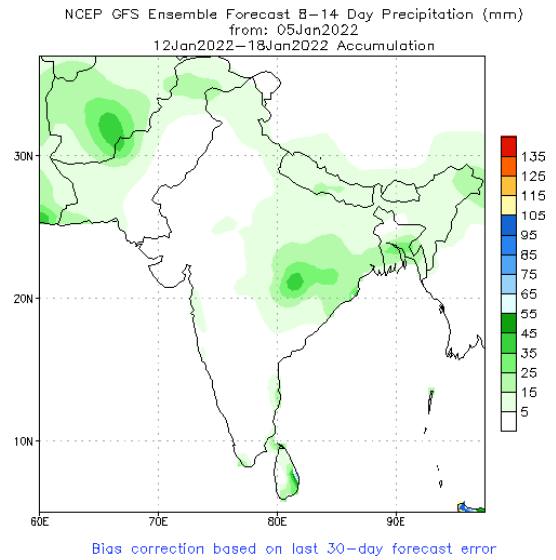 NCEP GFS Ensemble Forecast 8-14 Day Precipitation (mm)
from: 05Jan2022
12Jan2022-18Jan2022 Accumulation
30N
20N
10N
60E 70E 80E 90E
135
125
115
105
95
85
75
65
55
45
35
25
15
5
Bias correction based on last 30-day forecast error